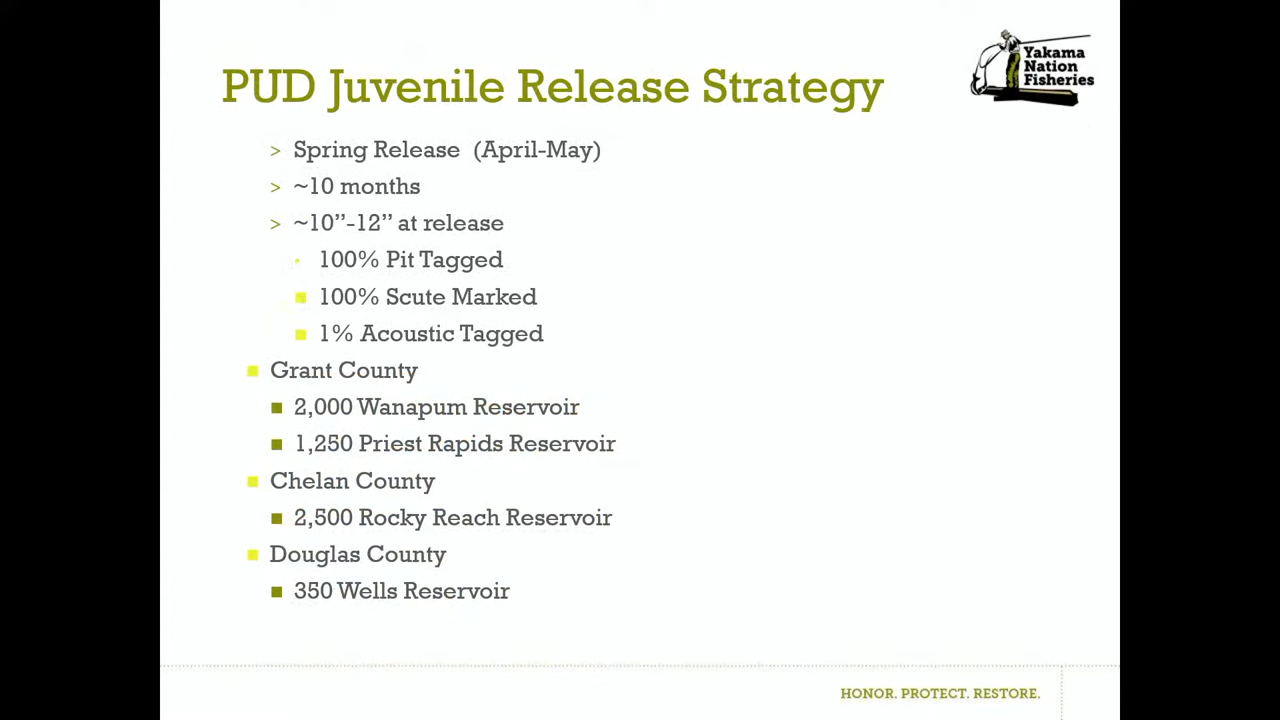 PUD Juvenile Release Strategy
Yakama
Nation
Fisheries
> Spring Release (April-May)
> ~10 months
> ~10”-12” at release
100% Pit Tagged
100% Scute Marked
1% Acoustic Tagged
Grant County
2,000 Wanapum Reservoir
1,250 Priest Rapids Reservoir
Chelan County
2,500 Rocky Reach Reservoir
Douglas County
350 Wells Reservoir
HONOR. PROTECT. RESTORE.